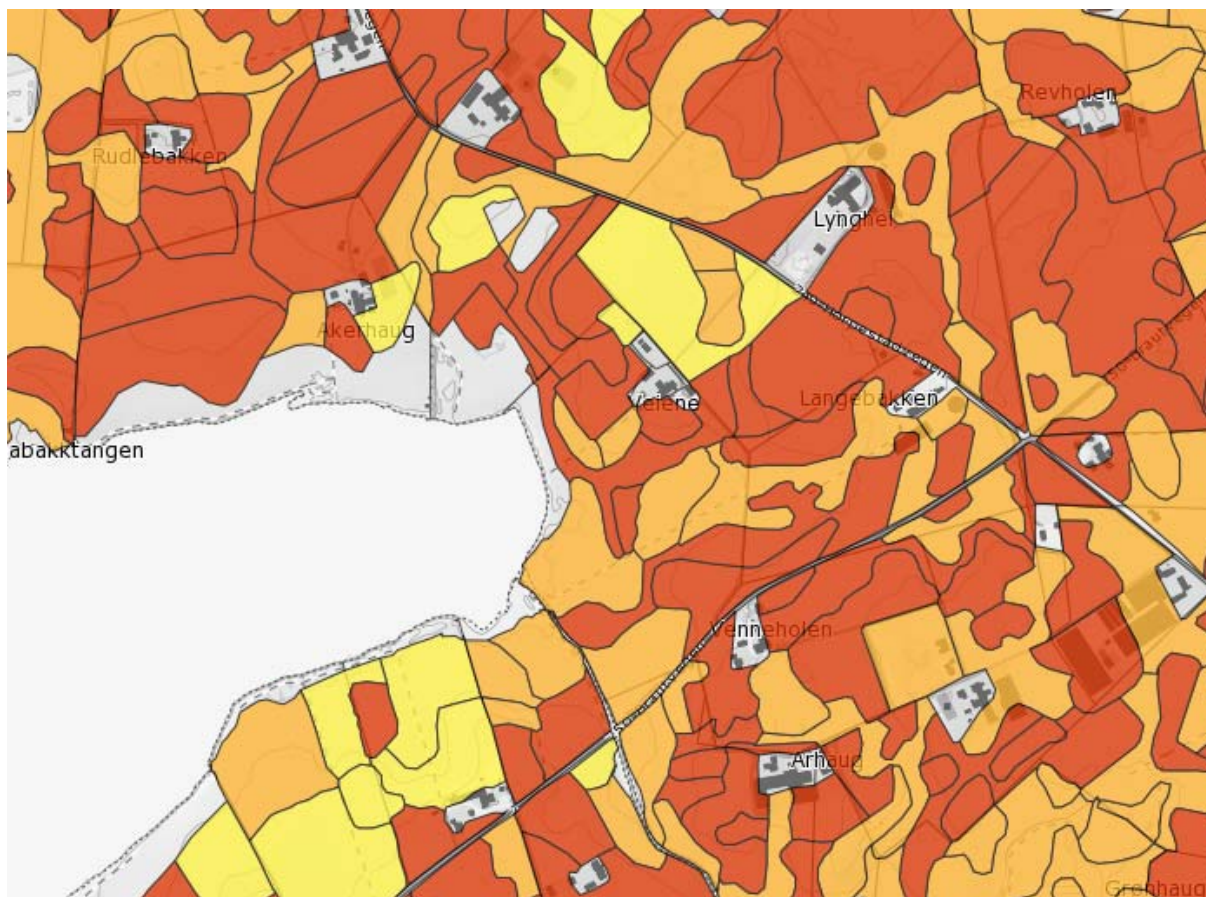 Revholen
Rudlebakken
Lynghei
Akerhaug
Langebakken
Veiene
abakktangen
Venneholen
Arhaug
Grønhaug